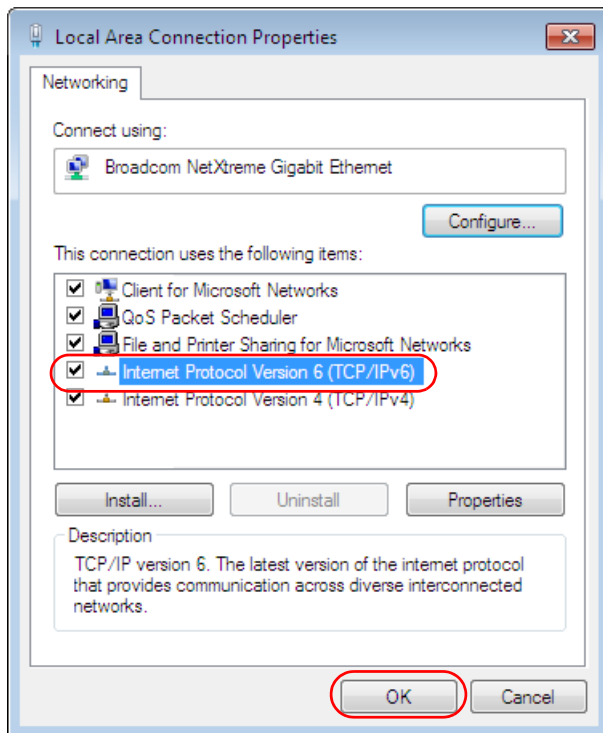 Local Area Connection Properties
Networking
Connect using:
Broadcom NetXtreme Gigabit Ethernet
Configure...
This connection uses the following items:
Client for Microsoft Networks
QoS Packet Scheduler
File and Printer Sharing for Microsoft Networks
Internet Protocol Version 6 (TCP/IPv6)
Internet Protocol Version 4 (TCP/IPv4)
Install... Uninstall Properties
Description
TCP/IP version 6. The latest version of the internet protocol
that provides communication across diverse interconnected
networks.
OK Cancel